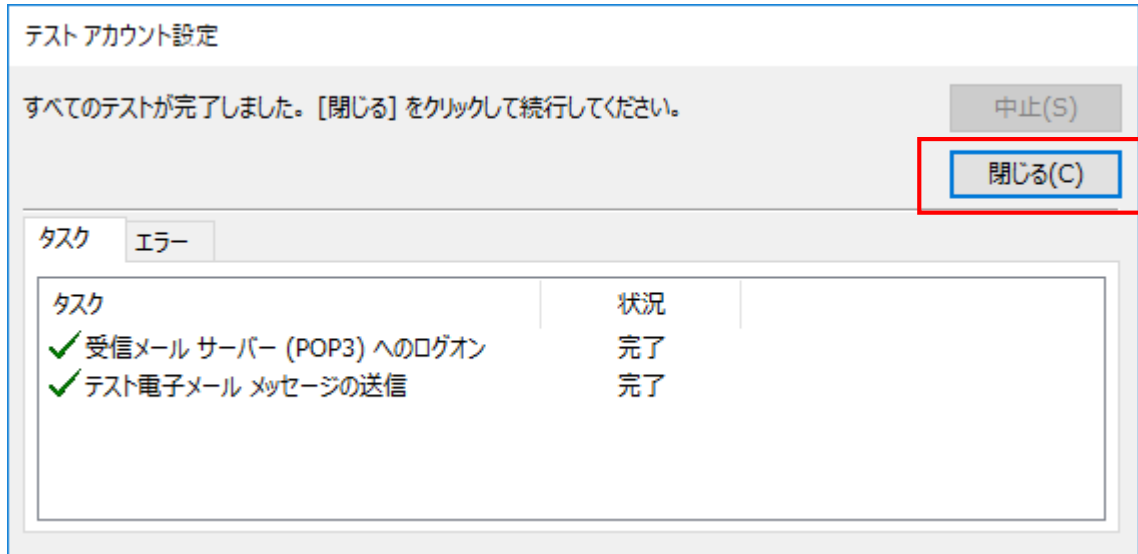 テスト アカウント設定
すべてのテストが完了しました。[閉じる] をクリックして続行してください。
中止(S)
閉じる(C)
タスク エラー
タスク 状況
受信メール サーバー (POP3) へのログオン 完了
テスト電子メール メッセージの送信 完了